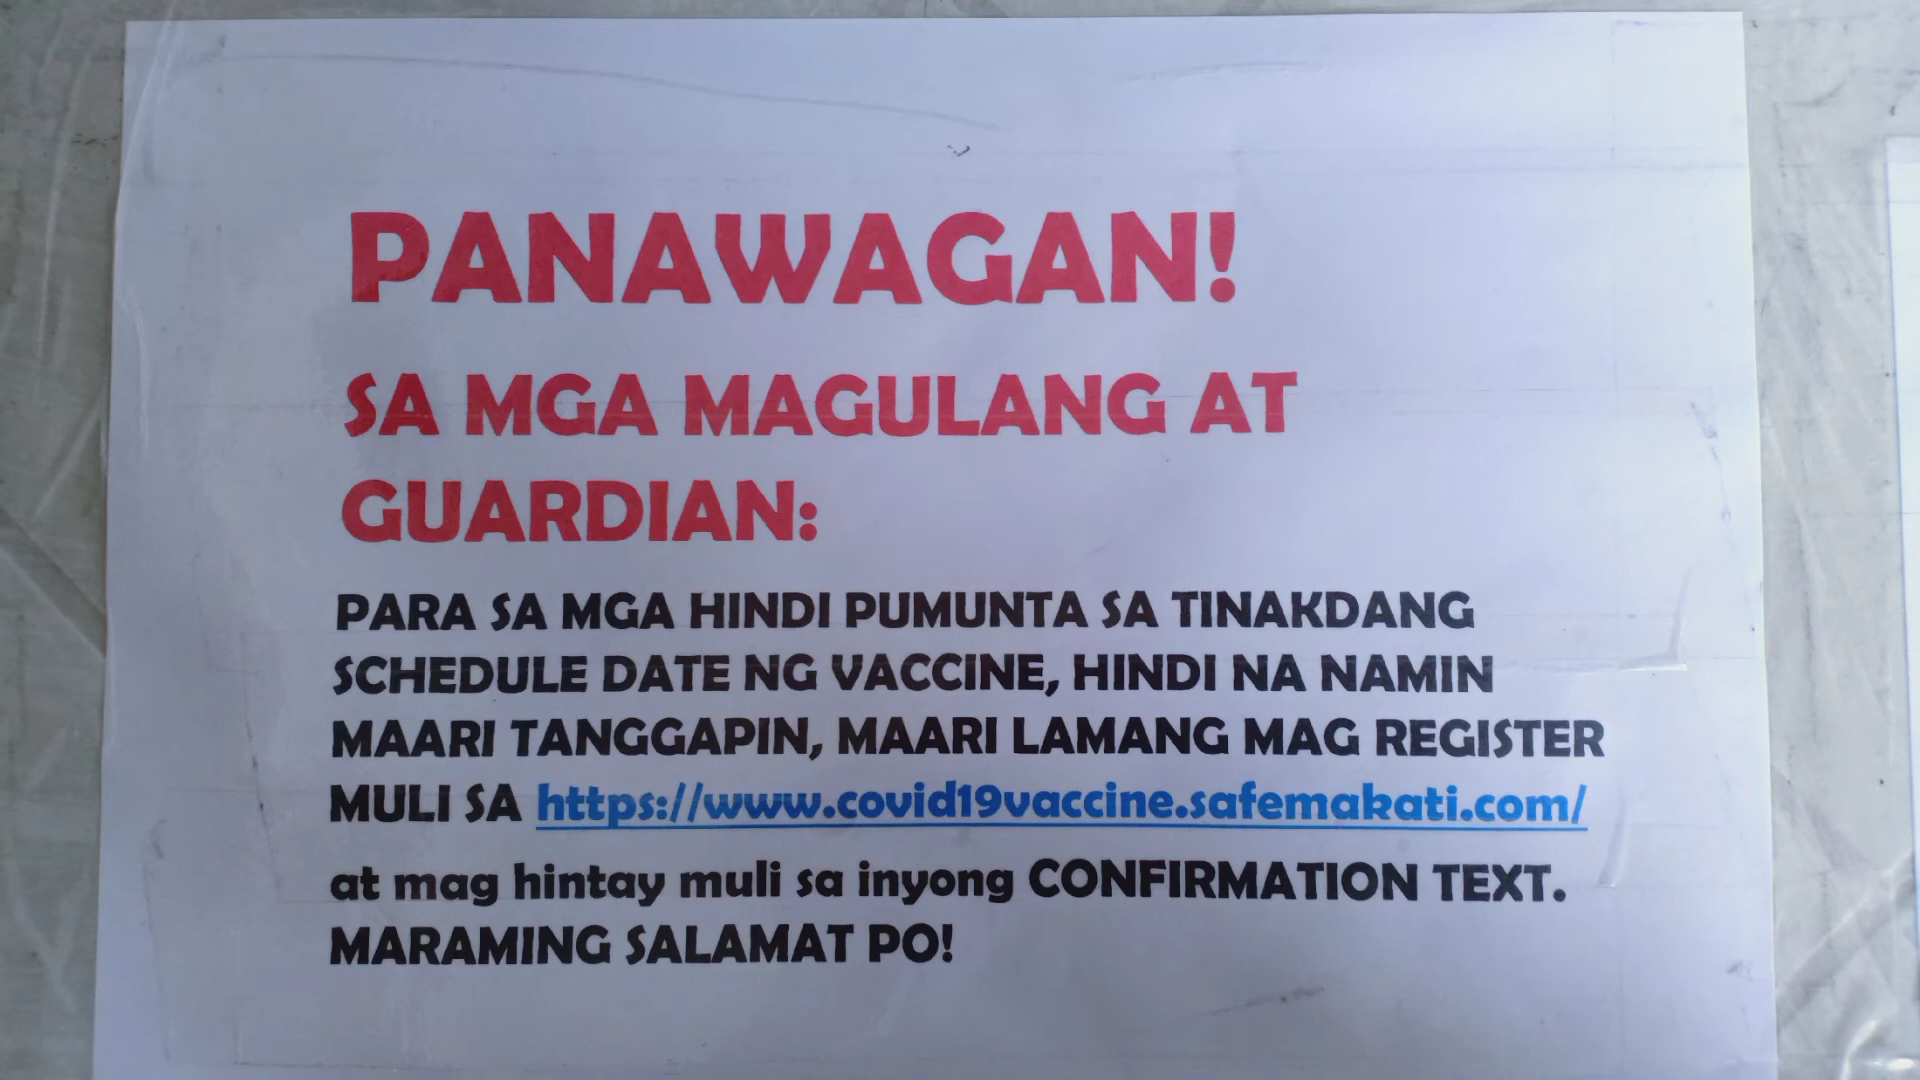 PANAWAGAN!
SA MGA MAGULANG AT
GUARDIAN:
PARA SA MGA HINDI PUMUNTA SA TINAKDANG
SCHEDULE DATE NG VACCINE, HINDI NA NAMIN
MAARI TANGGAPIN, MAARI LAMANG MAG REGISTER
MULI SA https://www.covid19vaccine.safemakati.com/
at mag hintay muli sa inyong CONFIRMATION TEXT.
MARAMING SALAMAT PO!